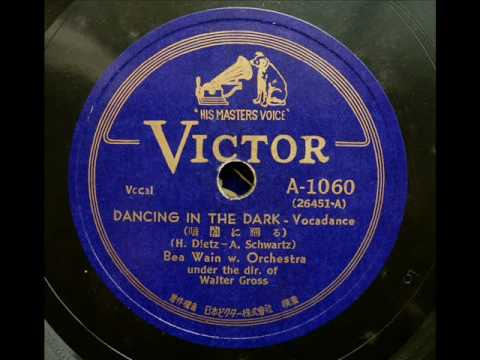 "HIS MASTERS VOICE"
VICTOR
Vocal
A-1060
(26451-A)
DANCING IN THE DARK - Vocadance
(暗闇に踊る)
(H. Dietz-A. Schwartz)
Bea Wain w. Orchestra
under the dir. of
Walter Gross
日本ビクター株式會社